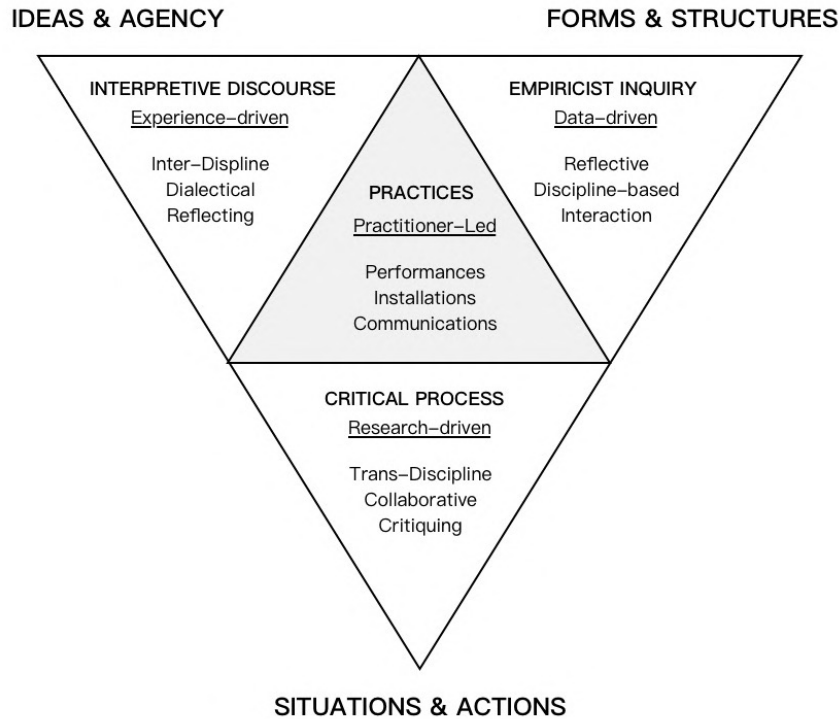 IDEAS & AGENCY
FORMS & STRUCTURES
INTERPRETIVE DISCOURSE
Experience–driven
Inter–Displine
Dialectical
Reflecting
EMPIRICIST INQUIRY
Data–driven
Reflective
Discipline–based
Interaction
PRACTICES
Practitioner–Led
Performances
Installations
Communications
CRITICAL PROCESS
Research–driven
Trans–Discipline
Collaborative
Critiquing
SITUATIONS & ACTIONS